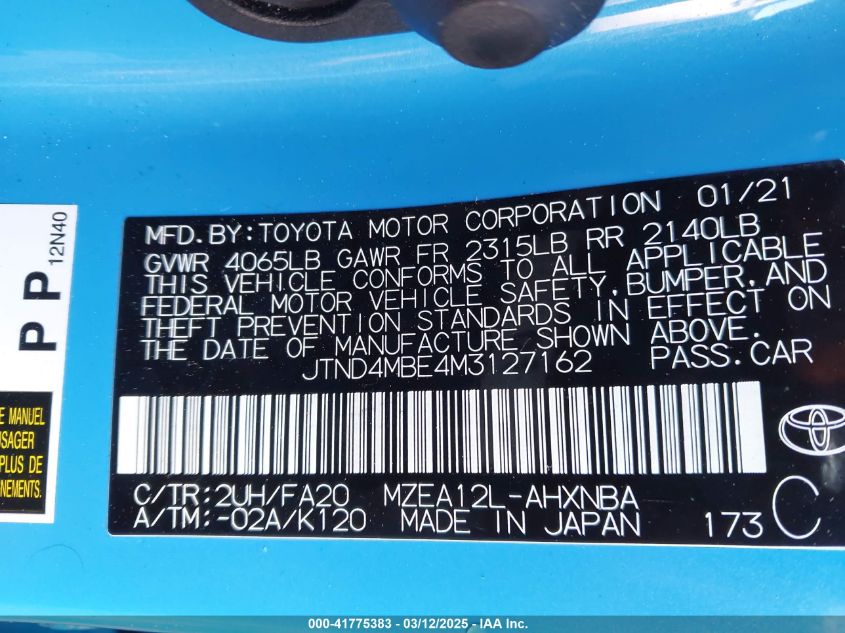 MFD.BY:TOYOTA MOTOR CORPORATION 01/21
GVWR 4065LB GAWR FR 2315LB RR 2140LB
THIS VEHICLE CONFORMS TO ALL APPLICABLE
FEDERAL MOTOR VEHICLE SAFETY,BUMPER,AND
THEFT PREVENTION STANDARDS IN EFFECT ON
THE DATE OF MANUFACTURE SHOWN ABOVE.
JTND4MBE4M3127162 PASS.CAR
C/TR:2UH/FA20 MZEA12L-AHXNBA
A/TM:-02A/K120 MADE IN JAPAN 173 C
P P 12N40
E MANUEL
USAGER
PLUS DE
NEMENTS.
000-41775383 - 03/12/2025 - IAA Inc.